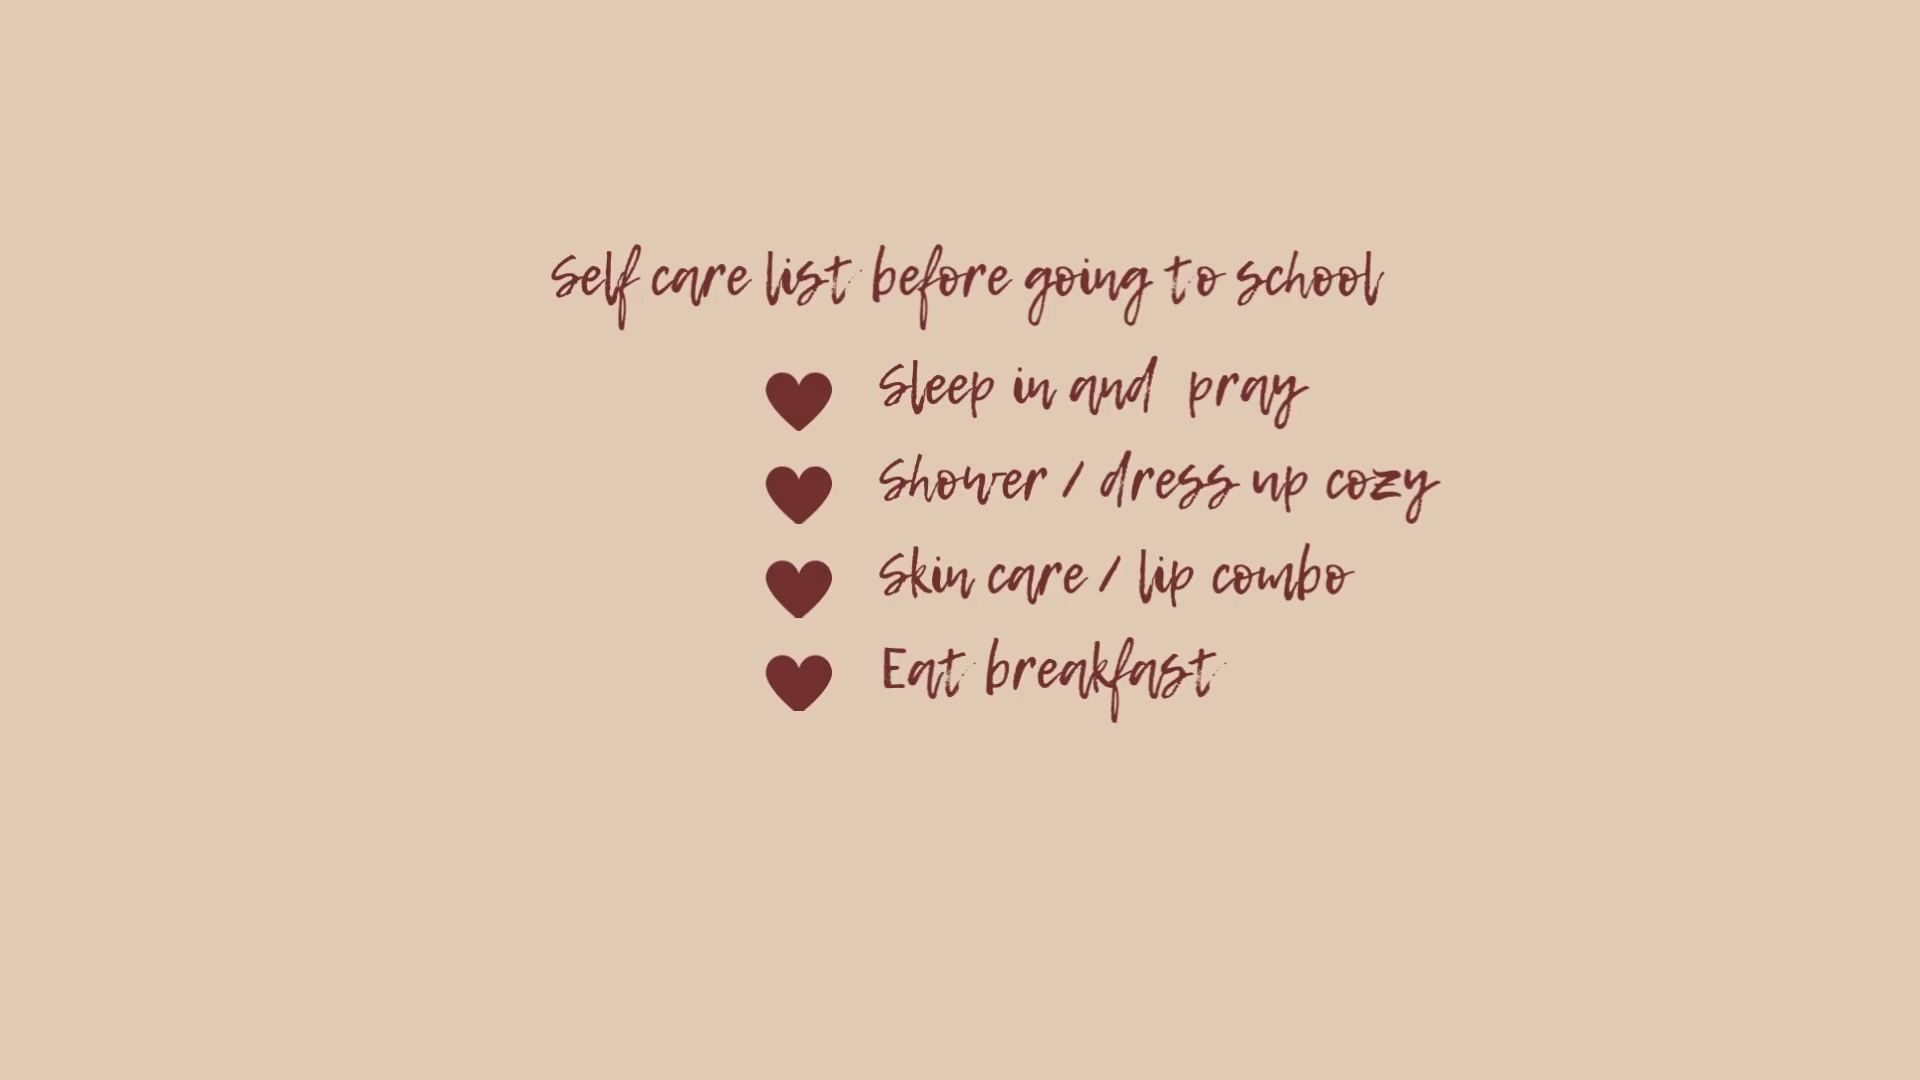 Self care list before going to school
Sleep in and pray
Shower / dress up cozy
Skin care / lip combo
Eat breakfast